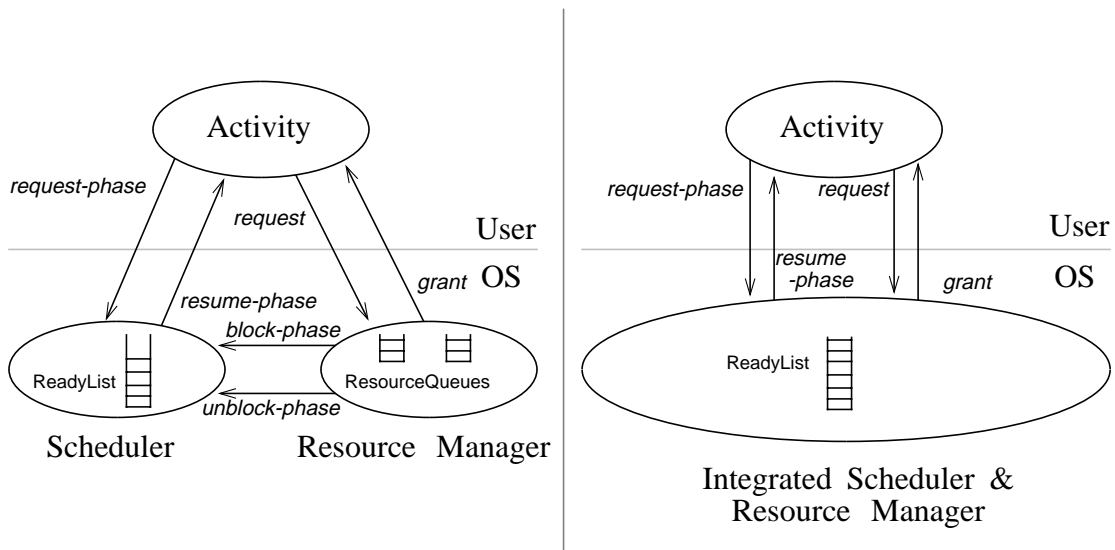 Activity
request-phase
request
User
OS
grant
resume-phase
block-phase
ReadyList
ResourceQueues
unblock-phase
Scheduler
Resource Manager
Activity
request-phase
request
User
resume
-phase
OS
grant
ReadyList
Integrated Scheduler &
Resource Manager